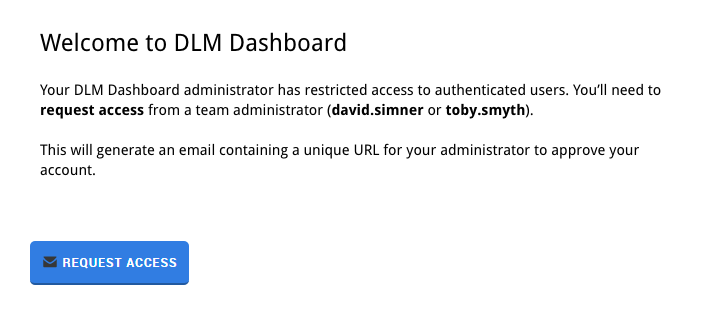 Welcome to DLM Dashboard
Your DLM Dashboard administrator has restricted access to authenticated users. You’ll need to
request access from a team administrator (david.simner or toby.smyth).
This will generate an email containing a unique URL for your administrator to approve your
account.
REQUEST ACCESS